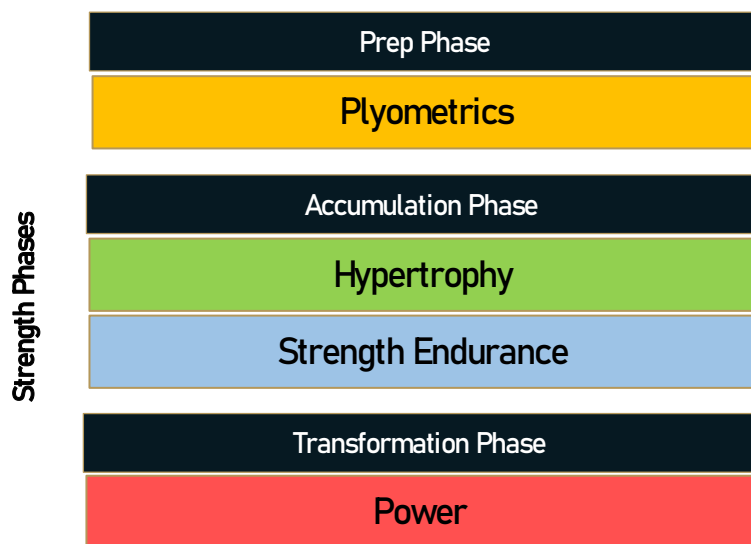 Strength Phases
Prep Phase
Plyometrics
Accumulation Phase
Hypertrophy
Strength Endurance
Transformation Phase
Power